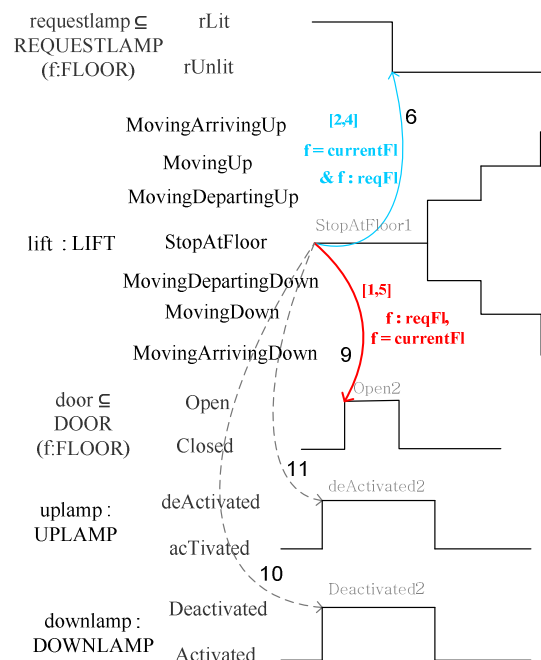 requestlamp ⊆
REQUESTLAMP
(f:FLOOR)
rLit
rUnlit
6
[2,4]
f = currentFl
& f : reqFl
MovingArrivingUp
MovingUp
MovingDepartingUp
StopAtFloor1
lift : LIFT
StopAtFloor
MovingDepartingDown
MovingDown
MovingArrivingDown
[1,5]
f : reqFl,
f = currentFl
9
door ⊆
DOOR
(f:FLOOR)
Open
Closed
Open2
11
uplamp :
UPLAMP
deActivated
acTivated
deActivated2
10
downlamp :
DOWNLAMP
Deactivated
Activated
Deactivated2